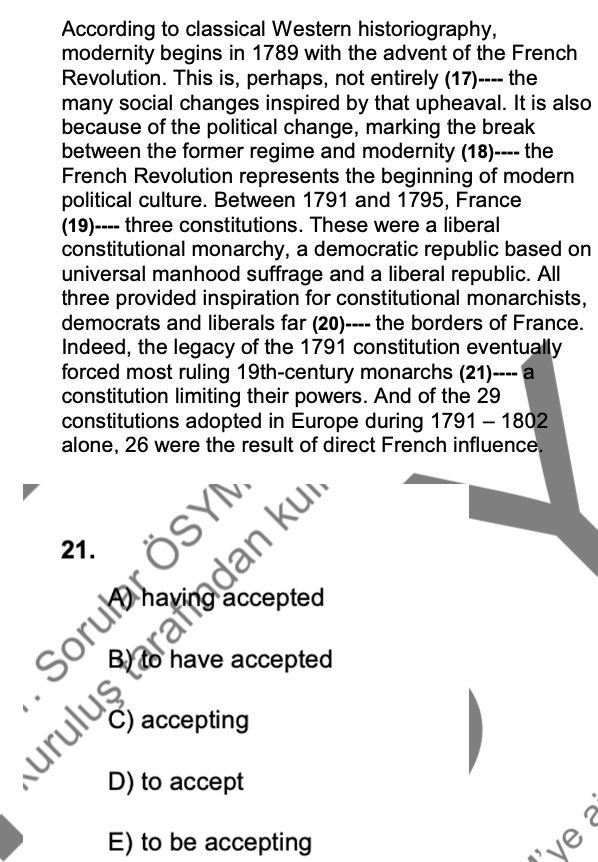 According to classical Western historiography,
modernity begins in 1789 with the advent of the French
Revolution. This is, perhaps, not entirely (17)---- the
many social changes inspired by that upheaval. It is also
because of the political change, marking the break
between the former regime and modernity (18)---- the
French Revolution represents the beginning of modern
political culture. Between 1791 and 1795, France
(19)---- three constitutions. These were a liberal
constitutional monarchy, a democratic republic based on
universal manhood suffrage and a liberal republic. All
three provided inspiration for constitutional monarchists,
democrats and liberals far (20)---- the borders of France.
Indeed, the legacy of the 1791 constitution eventually
forced most ruling 19th-century monarchs (21)---- a
constitution limiting their powers. And of the 29
constitutions adopted in Europe during 1791 – 1802
alone, 26 were the result of direct French influence.
21.
A) having accepted
B) to have accepted
C) accepting
D) to accept
E) to be accepting
Sorular ÖSYM
kuruluş tarafından